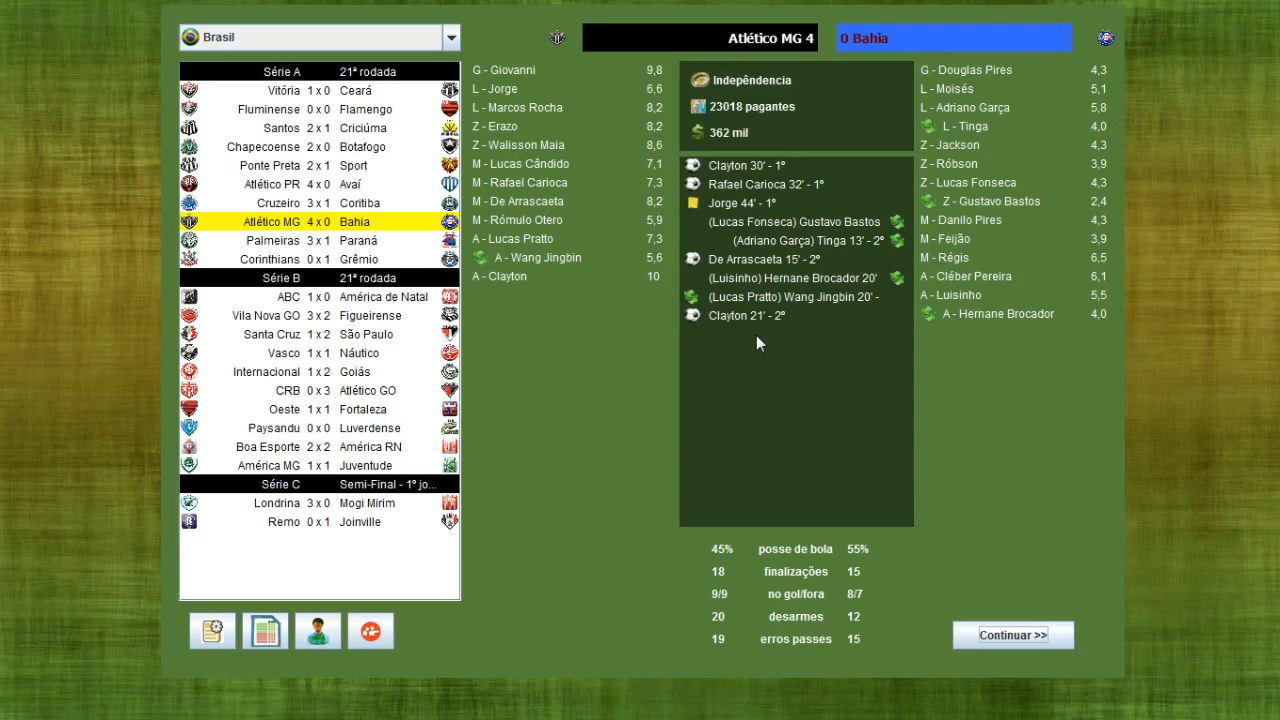 Brasil
Atlético MG 4
0 Bahia
Série A 21ª rodada
Vitória 1 x 0 Ceará
Fluminense 0 x 0 Flamengo
Santos 2 x 1 Criciúma
Chapecoense 2 x 0 Botafogo
Ponte Preta 2 x 1 Sport
Atlético PR 4 x 0 Avaí
Cruzeiro 3 x 1 Coritiba
Atlético MG 4 x 0 Bahia
Palmeiras 3 x 1 Paraná
Corinthians 0 x 1 Grêmio
Série B 21ª rodada
ABC 1 x 0 América de Natal
Vila Nova GO 3 x 2 Figueirense
Santa Cruz 1 x 2 São Paulo
Vasco 1 x 1 Náutico
Internacional 1 x 2 Goiás
CRB 0 x 3 Atlético GO
Oeste 1 x 1 Fortaleza
Paysandu 0 x 0 Luverdense
Boa Esporte 2 x 2 América RN
América MG 1 x 1 Juventude
Série C Semi-Final - 1º jo...
Londrina 3 x 0 Mogi Mirim
Remo 0 x 1 Joinville
G - Giovanni 9,8
L - Jorge 6,6
L - Marcos Rocha 8,2
Z - Erazo 8,2
Z - Walisson Maia 8,6
M - Lucas Cândido 7,1
M - Rafael Carioca 7,3
M - De Arrascaeta 8,2
M - Rómulo Otero 5,9
A - Lucas Pratto 7,3
A - Wang Jingbin 5,6
A - Clayton 10
Indepêndencia
23018 pagantes
362 mil
Clayton 30' - 1º
Rafael Carioca 32' - 1º
Jorge 44' - 1º
(Lucas Fonseca) Gustavo Bastos
(Adriano Garça) Tinga 13' - 2º
De Arrascaeta 15' - 2º
(Luisinho) Hernane Brocador 20'
(Lucas Pratto) Wang Jingbin 20' -
Clayton 21' - 2º
45% posse de bola 55%
18 finalizações 15
9/9 no gol/fora 8/7
20 desarmes 12
19 erros passes 15
G - Douglas Pires 4,3
L - Moisés 5,1
L - Adriano Garça 5,8
L - Tinga 4,0
Z - Jackson 4,3
Z - Róbson 3,9
Z - Lucas Fonseca 4,3
Z - Gustavo Bastos 2,4
M - Danilo Pires 4,3
M - Feijão 3,9
M - Régis 6,5
A - Cléber Pereira 6,1
A - Luisinho 5,5
A - Hernane Brocador 4,0
Continuar >>